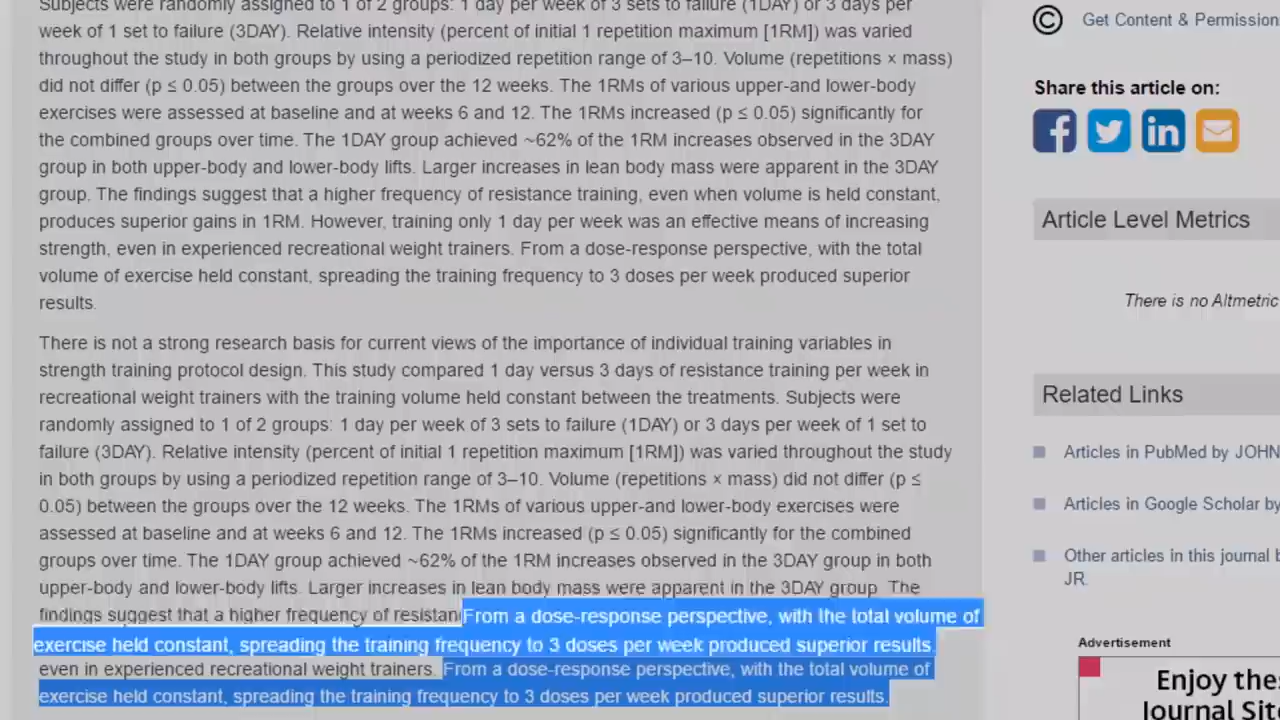 Subjects were randomly assigned to 1 of 2 groups: 1 day per week of 3 sets to failure (1DAY) or 3 days per
week of 1 set to failure (3DAY). Relative intensity (percent of initial 1 repetition maximum [1RM]) was varied
throughout the study in both groups by using a periodized repetition range of 3–10. Volume (repetitions × mass)
did not differ (p ≤ 0.05) between the groups over the 12 weeks. The 1RMs of various upper-and lower-body
exercises were assessed at baseline and at weeks 6 and 12. The 1RMs increased (p ≤ 0.05) significantly for
the combined groups over time. The 1DAY group achieved ~62% of the 1RM increases observed in the 3DAY
group in both upper-body and lower-body lifts. Larger increases in lean body mass were apparent in the 3DAY
group. The findings suggest that a higher frequency of resistance training, even when volume is held constant,
produces superior gains in 1RM. However, training only 1 day per week was an effective means of increasing
strength, even in experienced recreational weight trainers. From a dose-response perspective, with the total
volume of exercise held constant, spreading the training frequency to 3 doses per week produced superior
results.
There is not a strong research basis for current views of the importance of individual training variables in
strength training protocol design. This study compared 1 day versus 3 days of resistance training per week in
recreational weight trainers with the training volume held constant between the treatments. Subjects were
randomly assigned to 1 of 2 groups: 1 day per week of 3 sets to failure (1DAY) or 3 days per week of 1 set to
failure (3DAY). Relative intensity (percent of initial 1 repetition maximum [1RM]) was varied throughout the study
in both groups by using a periodized repetition range of 3–10. Volume (repetitions × mass) did not differ (p ≤
0.05) between the groups over the 12 weeks. The 1RMs of various upper-and lower-body exercises were
assessed at baseline and at weeks 6 and 12. The 1RMs increased (p ≤ 0.05) significantly for the combined
groups over time. The 1DAY group achieved ~62% of the 1RM increases observed in the 3DAY group in both
upper-body and lower-body lifts. Larger increases in lean body mass were apparent in the 3DAY group. The
findings suggest that a higher frequency of resistan
From a dose-response perspective, with the total volume of
exercise held constant, spreading the training frequency to 3 doses per week produced superior results.
even in experienced recreational weight trainers. From a dose-response perspective, with the total volume of
exercise held constant, spreading the training frequency to 3 doses per week produced superior results.
© Get Content & Permission
Share this article on:
Article Level Metrics
There is no Altmetric
Related Links
Articles in PubMed by JOHN
Articles in Google Scholar by
Other articles in this journal b
JR.
Advertisement
Enjoy the
Journal Sit